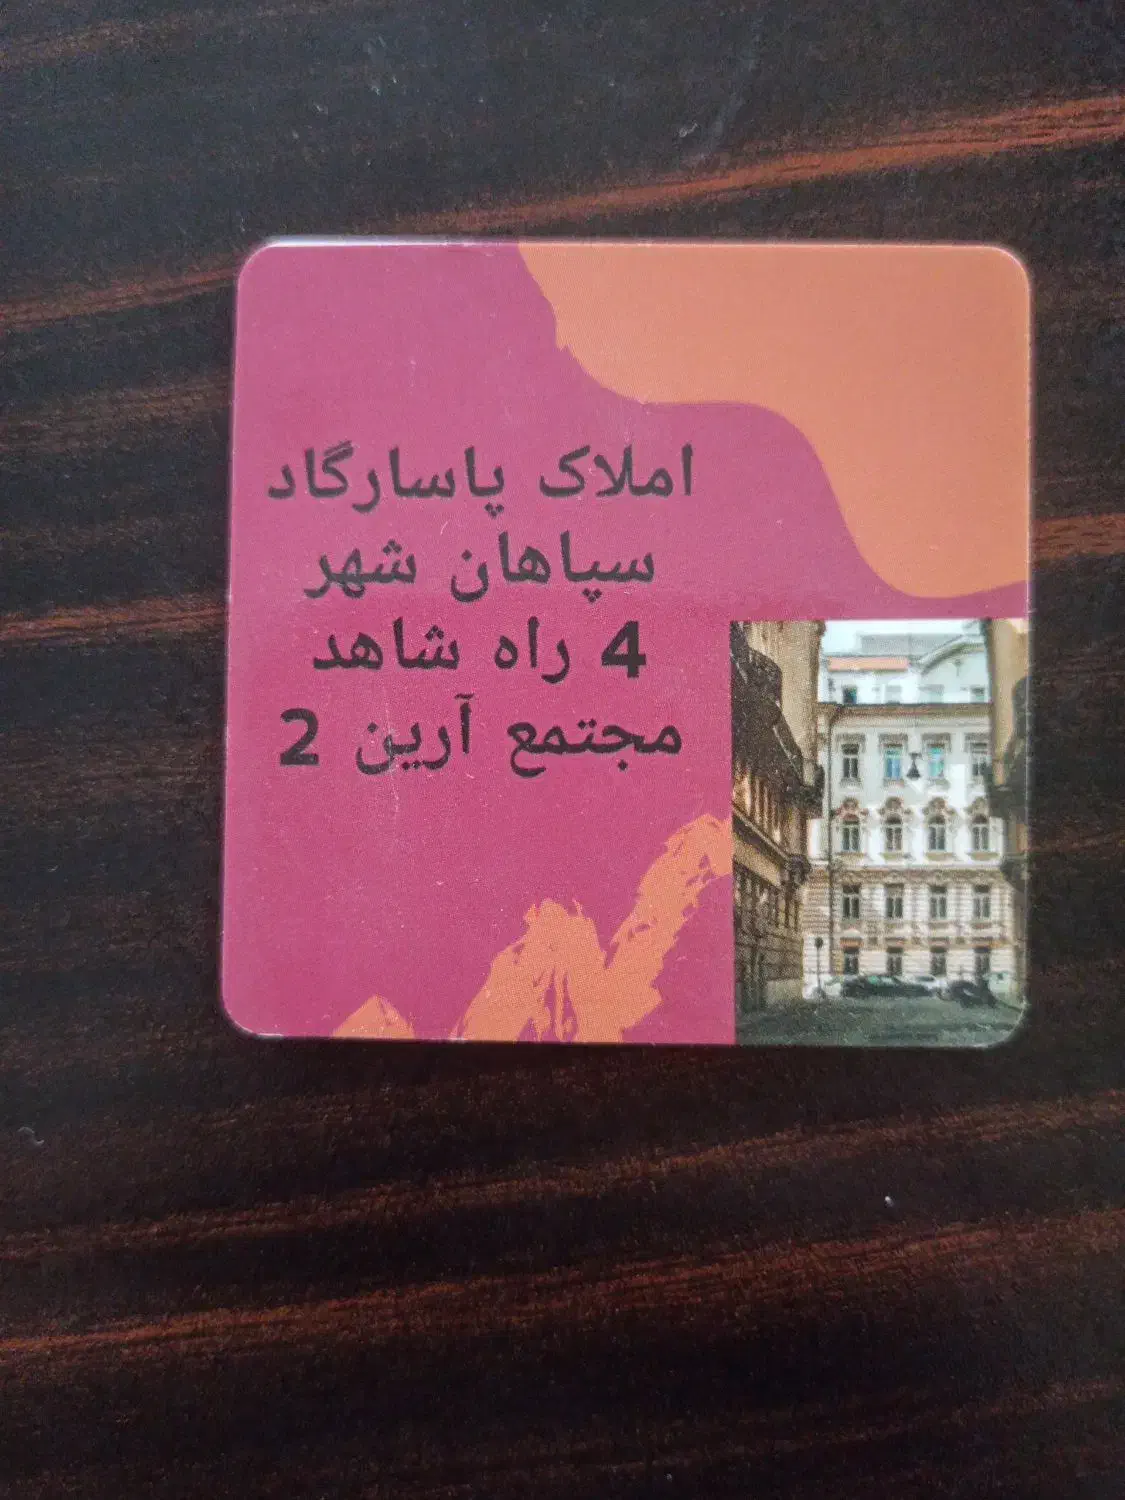 املاک پاسارگاد
سپاهان شهر
4 راه شاهد
مجتمع آرین 2